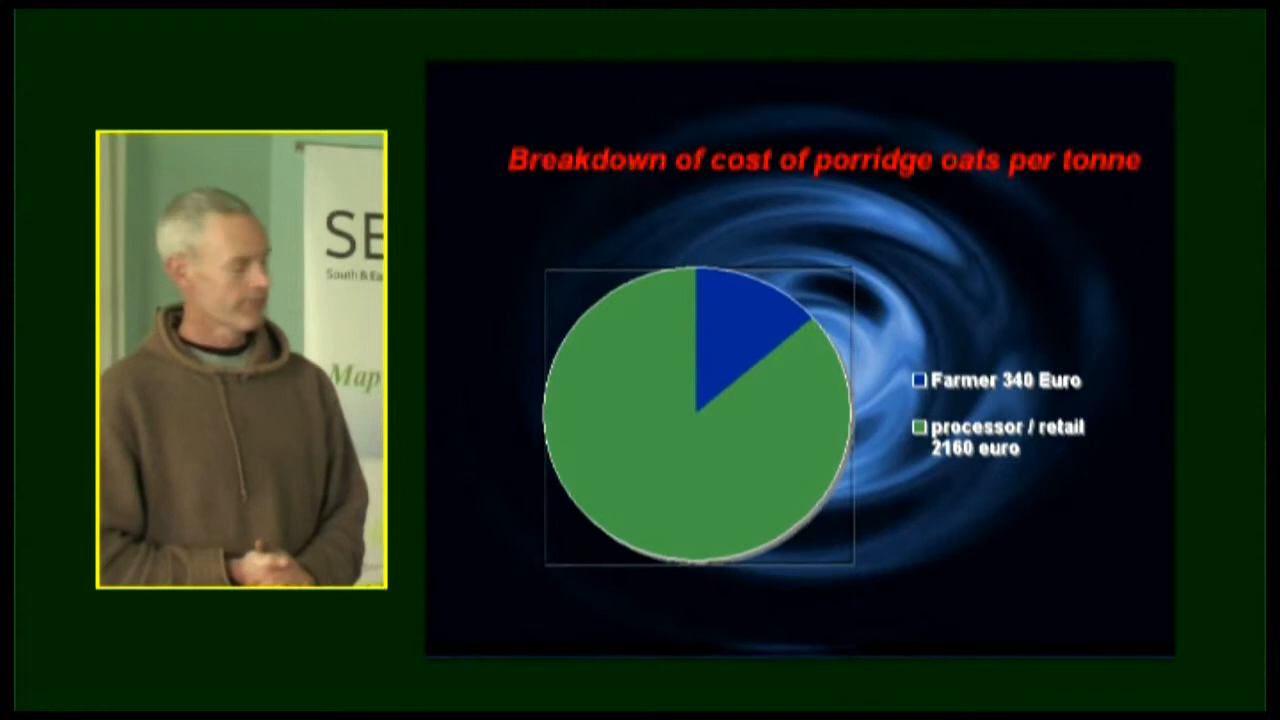 SE
South & Ea
Map
Breakdown of cost of porridge oats per tonne
Farmer 340 Euro
processor / retail
2160 euro